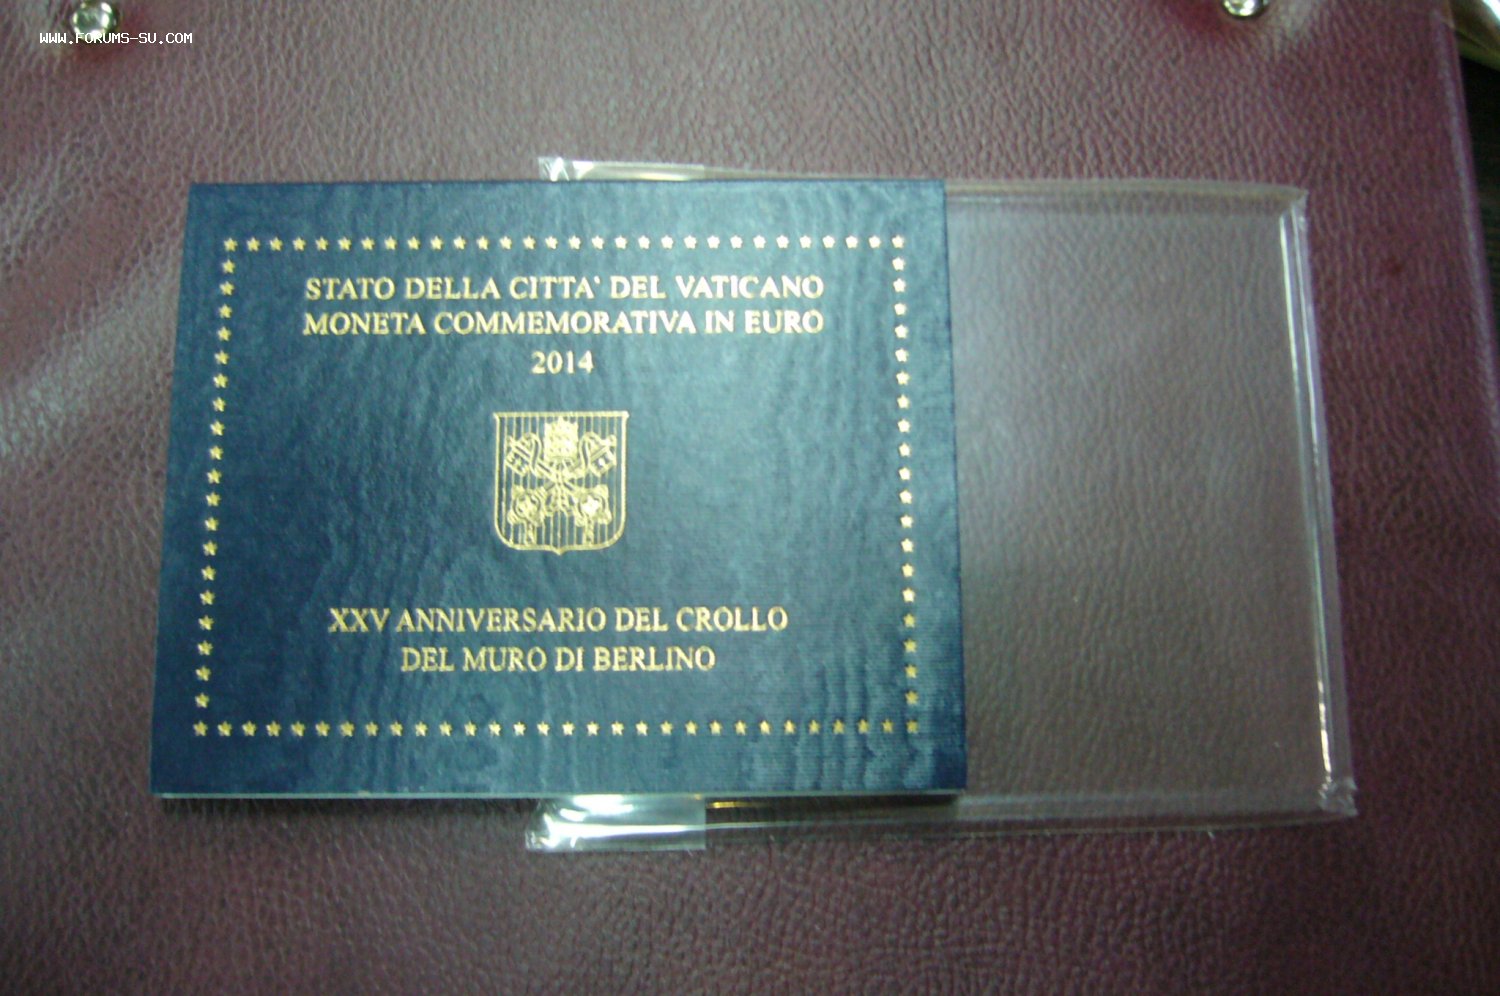 WWW.FORUMS-SU.COM
STATO DELLA CITTA' DEL VATICANO
MONETA COMMEMORATIVA IN EURO
2014
XXV ANNIVERSARIO DEL CROLLO
DEL MURO DI BERLINO